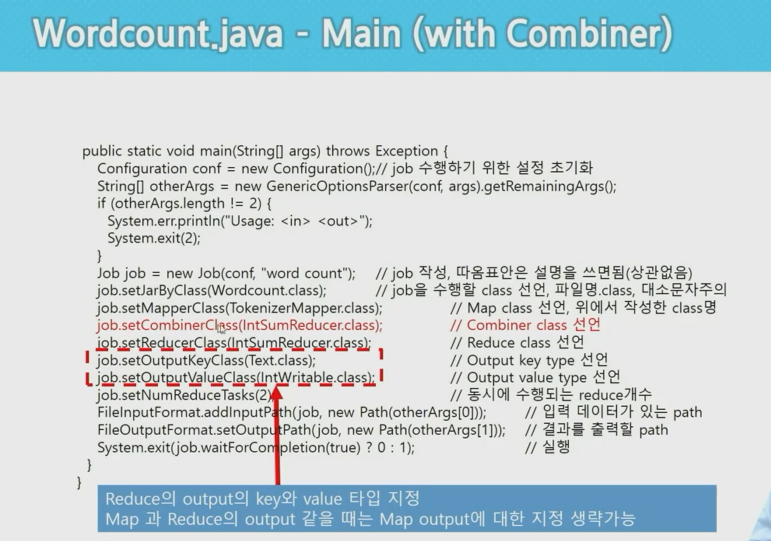 Wordcount.java - Main (with Combiner)
public static void main(String[] args) throws Exception {
Configuration conf = new Configuration();// job 수행하기 위한 설정 초기화
String[] otherArgs = new GenericOptionsParser(conf, args).getRemainingArgs();
if (otherArgs.length != 2) {
System.err.println("Usage: <in> <out>");
System.exit(2);
}
Job job = new Job(conf, "word count"); // job 작성, 따옴표안은 설명을 쓰면됨(상관없음)
job.setJarByClass(Wordcount.class); // job을 수행할 class 선언, 파일명.class, 대소문자주의
job.setMapperClass(TokenizerMapper.class); // Map class 선언, 위에서 작성한 class명
job.setCombinerClass(IntSumReducer.class); // Combiner class 선언
job.setReducerClass(IntSumReducer.class); // Reduce class 선언
job.setOutputKeyClass(Text.class); // Output key type 선언
job.setOutputValueClass(IntWritable.class); // Output value type 선언
job.setNumReduceTasks(2) // 동시에 수행되는 reduce개수
FileInputFormat.addInputPath(job, new Path(otherArgs[0])); // 입력 데이터가 있는 path
FileOutputFormat.setOutputPath(job, new Path(otherArgs[1])); // 결과를 출력할 path
System.exit(job.waitForCompletion(true) ? 0 : 1); // 실행
}
}
Reduce의 output의 key와 value 타입 지정
Map 과 Reduce의 output 같을 때는 Map output에 대한 지정 생략가능